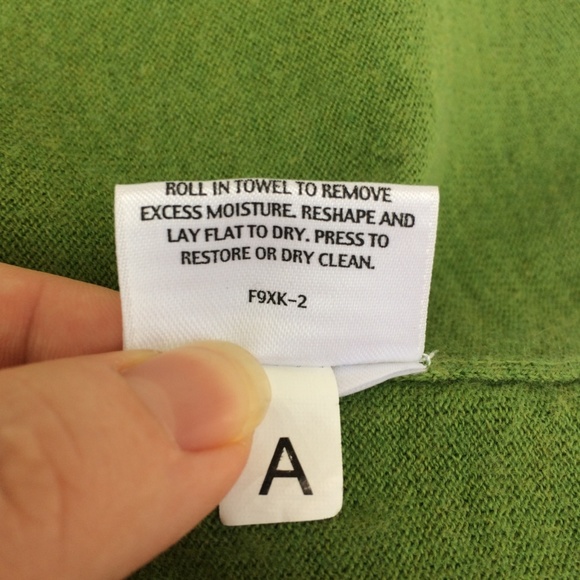 ROLL IN TOWEL TO REMOVE
EXCESS MOISTURE. RESHAPE AND
LAY FLAT TO DRY. PRESS TO
RESTORE OR DRY CLEAN.
F9XK-2
A